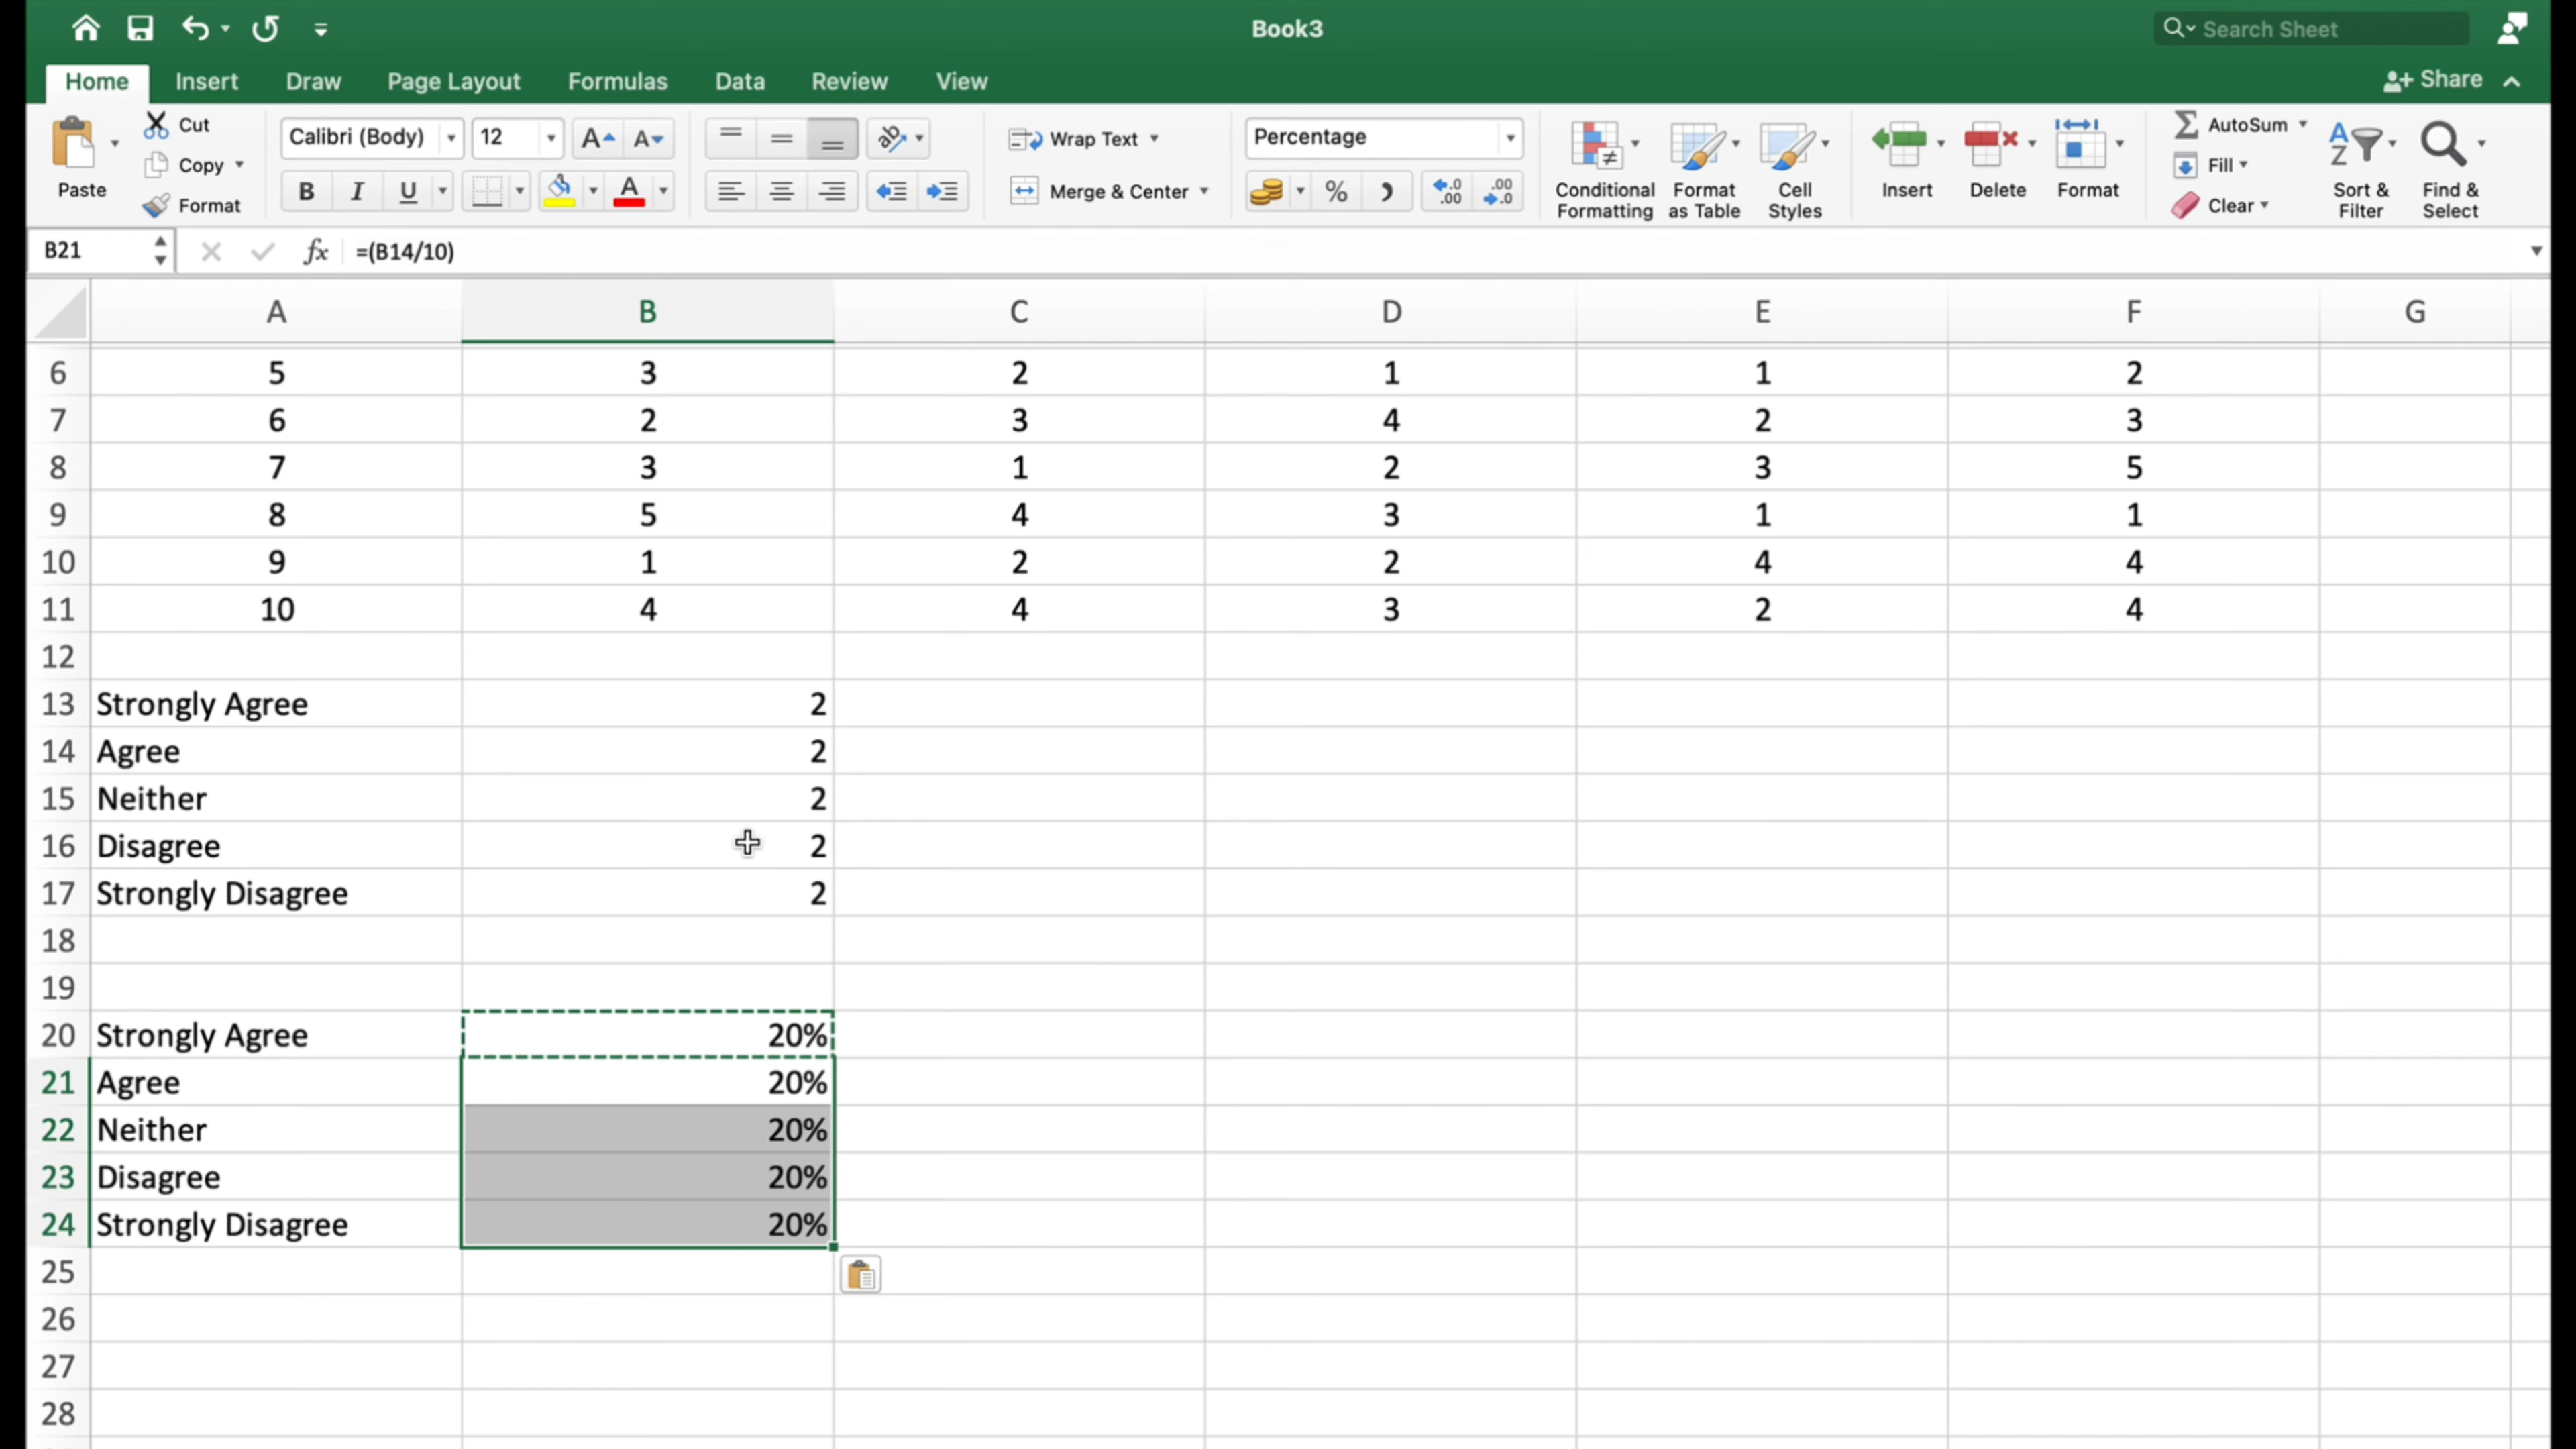 Book3
Search Sheet
Home Insert Draw Page Layout Formulas Data Review View
Share
Paste
Cut
Copy
Format
Calibri (Body) 12
Wrap Text
Merge & Center
Percentage
Conditional Formatting
Format as Table
Cell Styles
Insert
Delete
Format
AutoSum
Fill
Clear
Sort & Filter
Find & Select
B21 fx =(B14/10)
A B C D E F G
6 5 3 2 1 1 2
7 6 2 3 4 2 3
8 7 3 1 2 3 5
9 8 5 4 3 1 1
10 9 1 2 2 4 4
11 10 4 4 3 2 4
12
13 Strongly Agree 2
14 Agree 2
15 Neither 2
16 Disagree 2
17 Strongly Disagree 2
18
19
20 Strongly Agree 20%
21 Agree 20%
22 Neither 20%
23 Disagree 20%
24 Strongly Disagree 20%
25
26
27
28